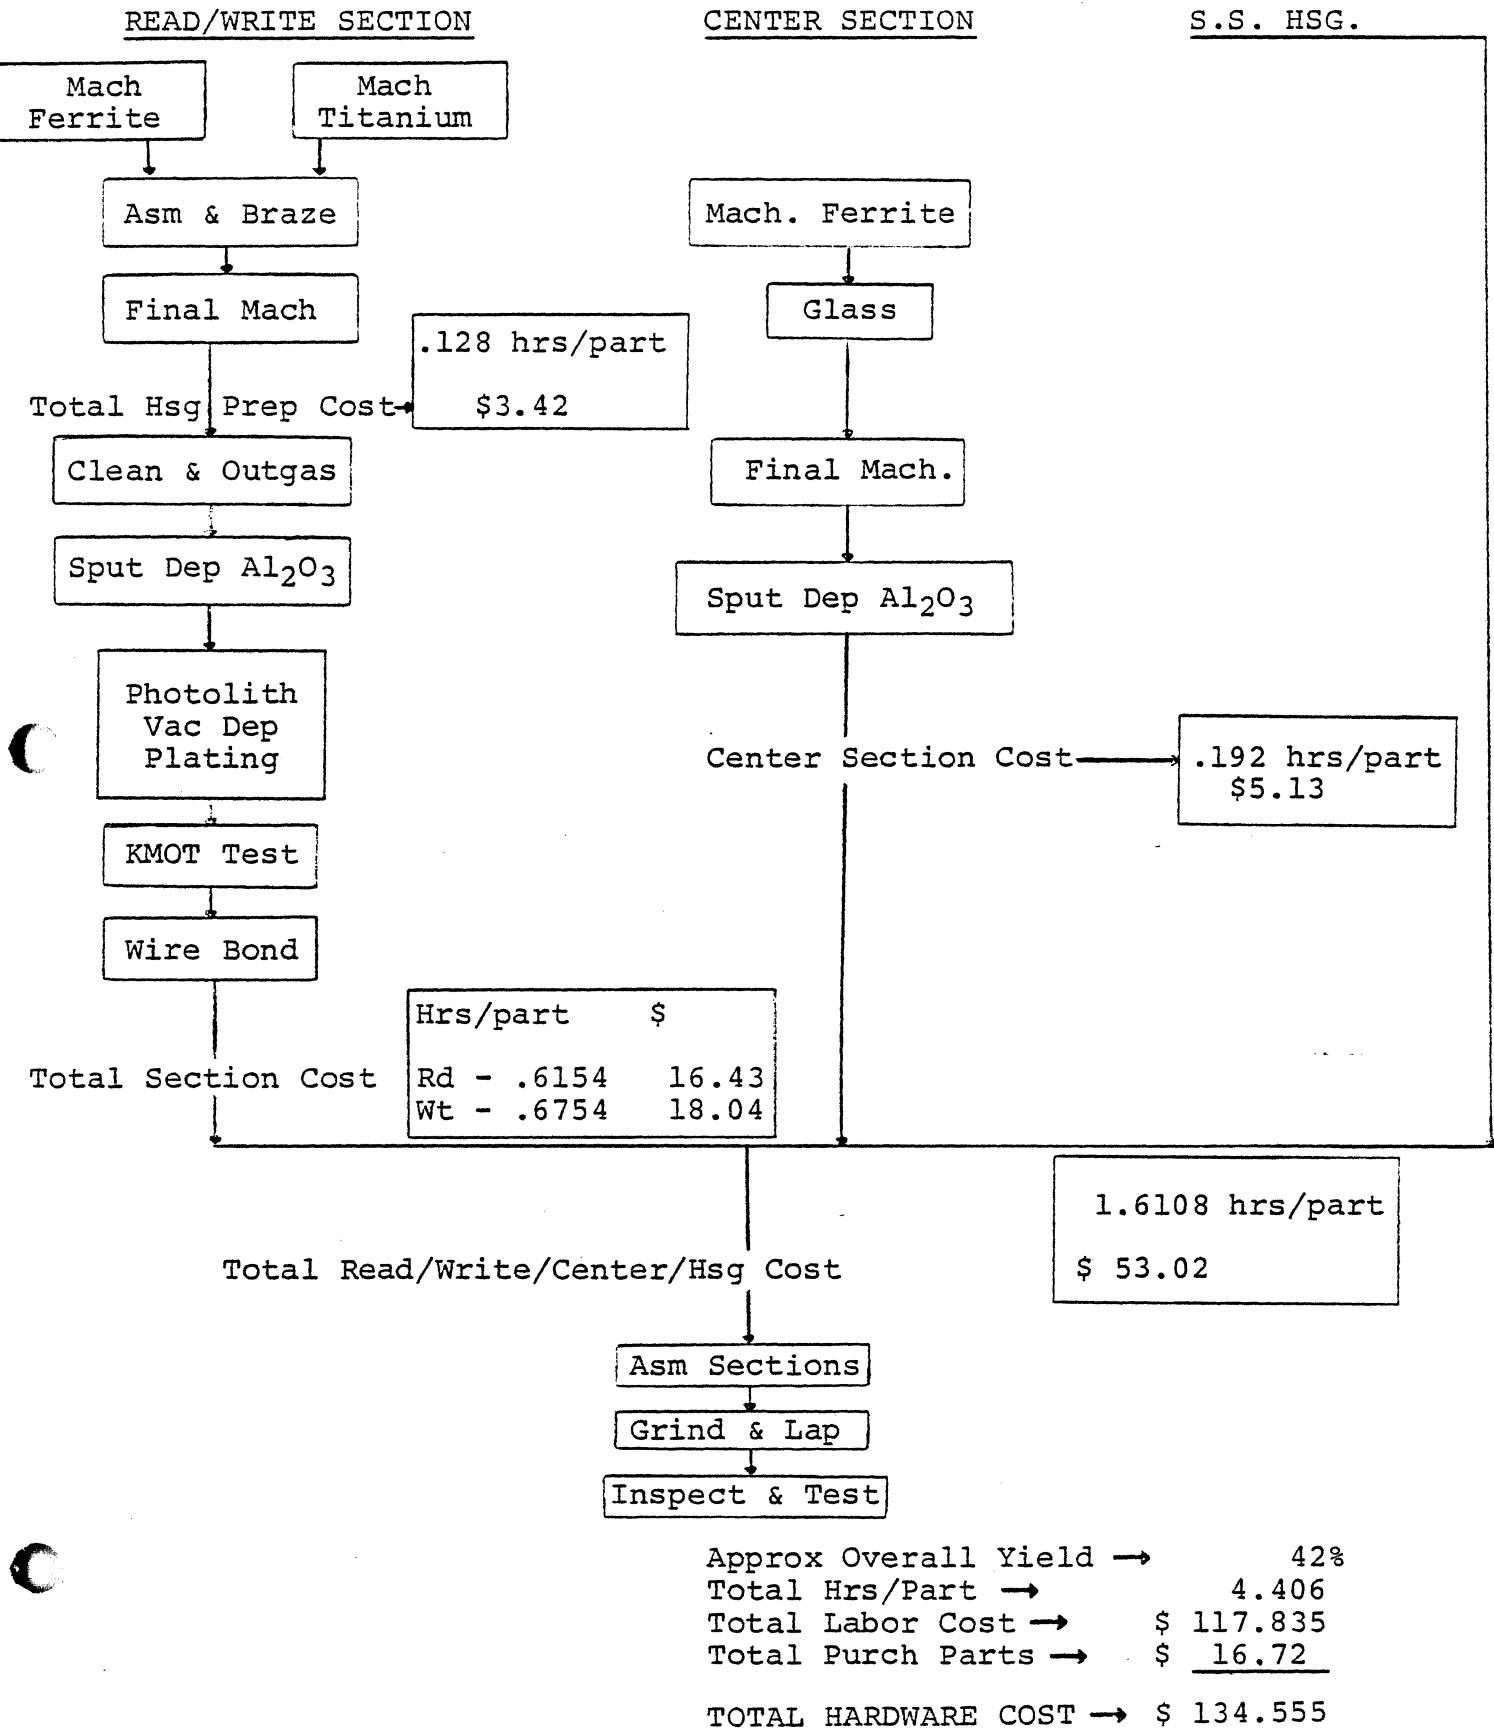 READ/WRITE SECTION
Mach
Ferrite
Mach
Titanium
Asm & Braze
Final Mach
.128 hrs/part
Total Hsg Prep Cost→ $3.42
Clean & Outgas
Sput Dep Al₂O₃
Photolith
Vac Dep
Plating
KMOT Test
Wire Bond
Hrs/part $
Total Section Cost Rd - .6154 16.43
Wt - .6754 18.04
CENTER SECTION
Mach. Ferrite
Glass
Final Mach.
Sput Dep Al₂O₃
Center Section Cost→ .192 hrs/part
$5.13
S.S. HSG.
1.6108 hrs/part
Total Read/Write/Center/Hsg Cost $ 53.02
Asm Sections
Grind & Lap
Inspect & Test
Approx Overall Yield → 42%
Total Hrs/Part → 4.406
Total Labor Cost → $ 117.835
Total Purch Parts → $ 16.72
TOTAL HARDWARE COST → $ 134.555